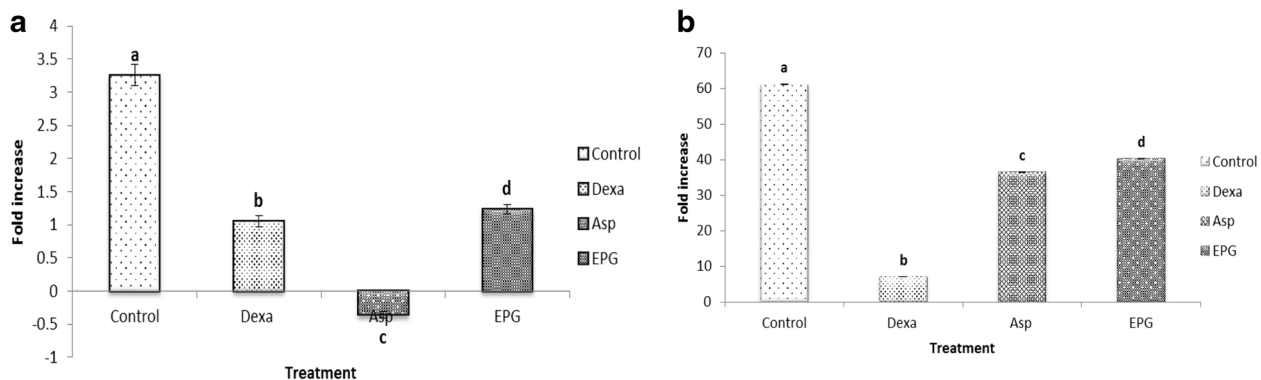 a
4
3.5
3
2.5
2
1.5
1
0.5
0
-0.5
-1
Fold increase
a
b
c
d
Control Dexa Asp EPG
Treatment
Control
Dexa
Asp
EPG
b
70
60
50
40
30
20
10
0
Fold increase
a
b
c
d
Control Dexa Asp EPG
Treatment
Control
Dexa
Asp
EPG